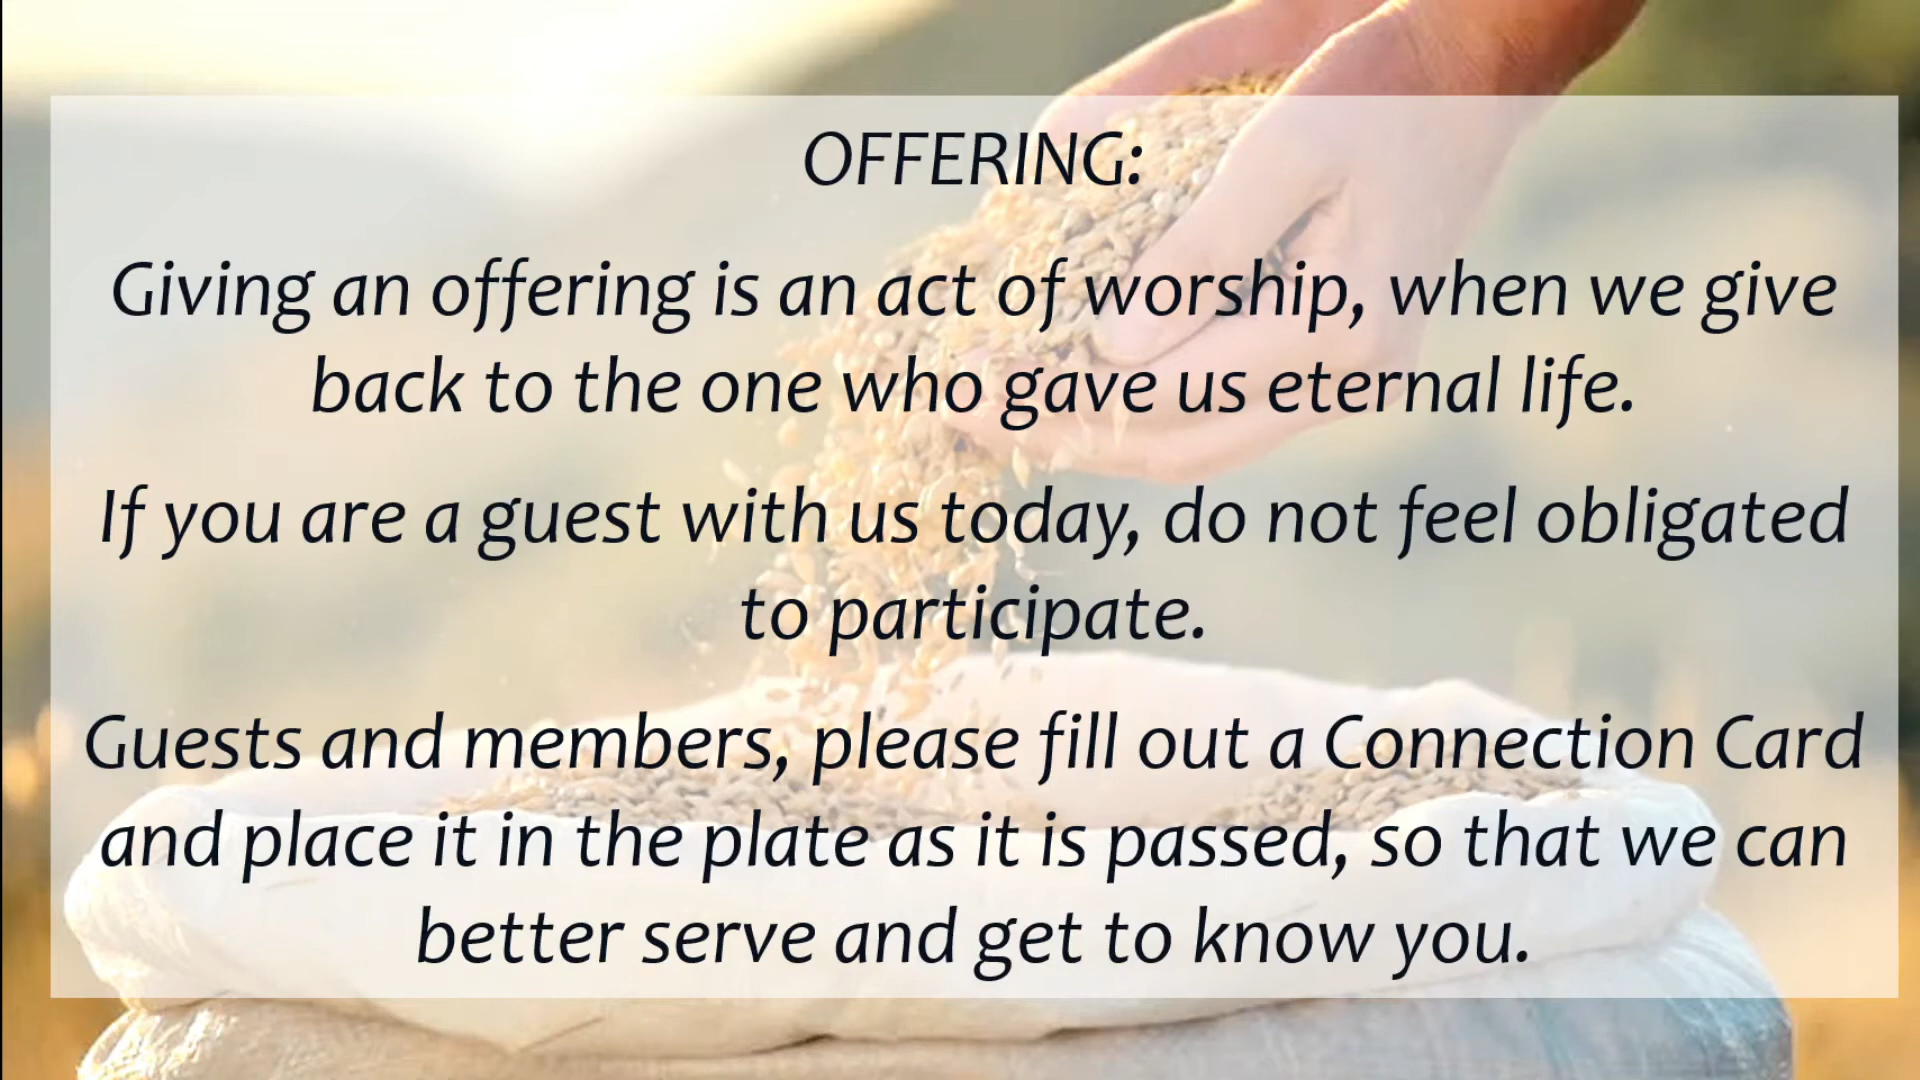 OFFERING:
Giving an offering is an act of worship, when we give
back to the one who gave us eternal life.
If you are a guest with us today, do not feel obligated
to participate.
Guests and members, please fill out a Connection Card
and place it in the plate as it is passed, so that we can
better serve and get to know you.